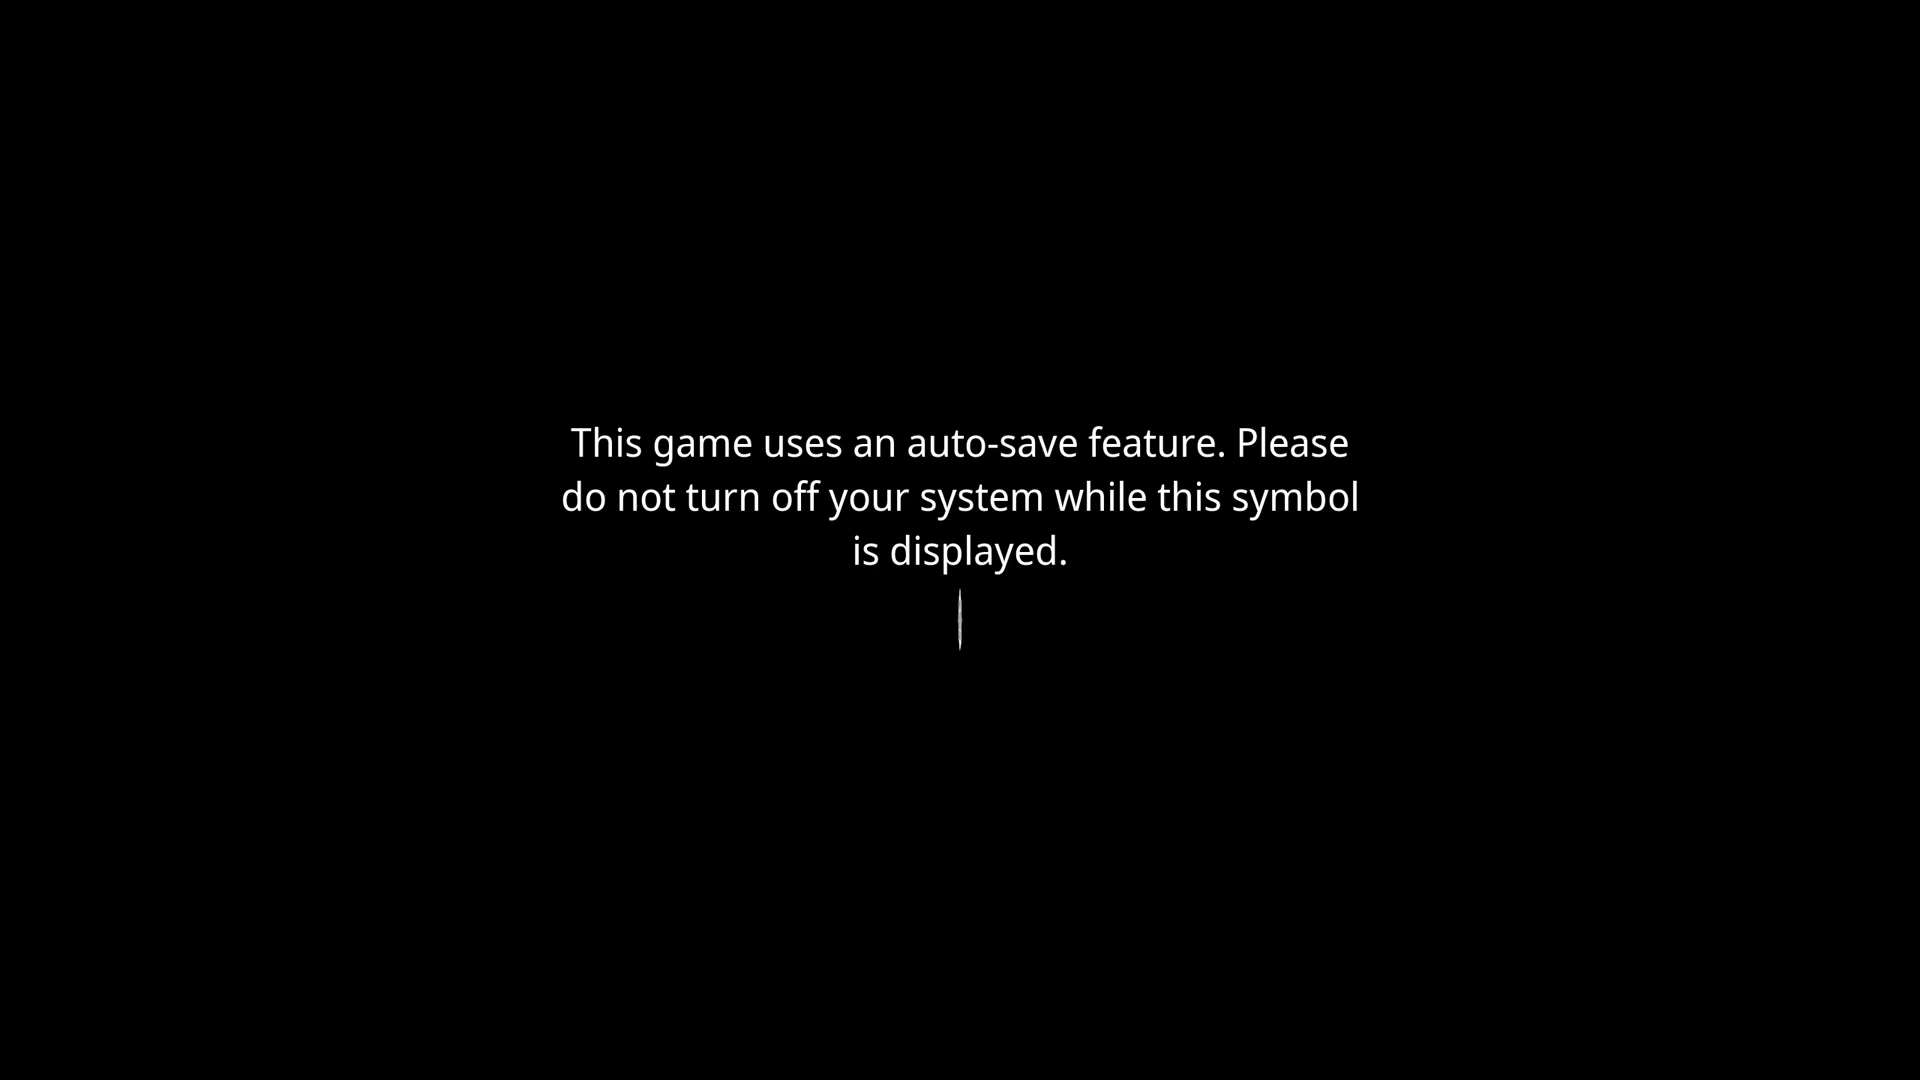 This game uses an auto-save feature. Please
do not turn off your system while this symbol
is displayed.